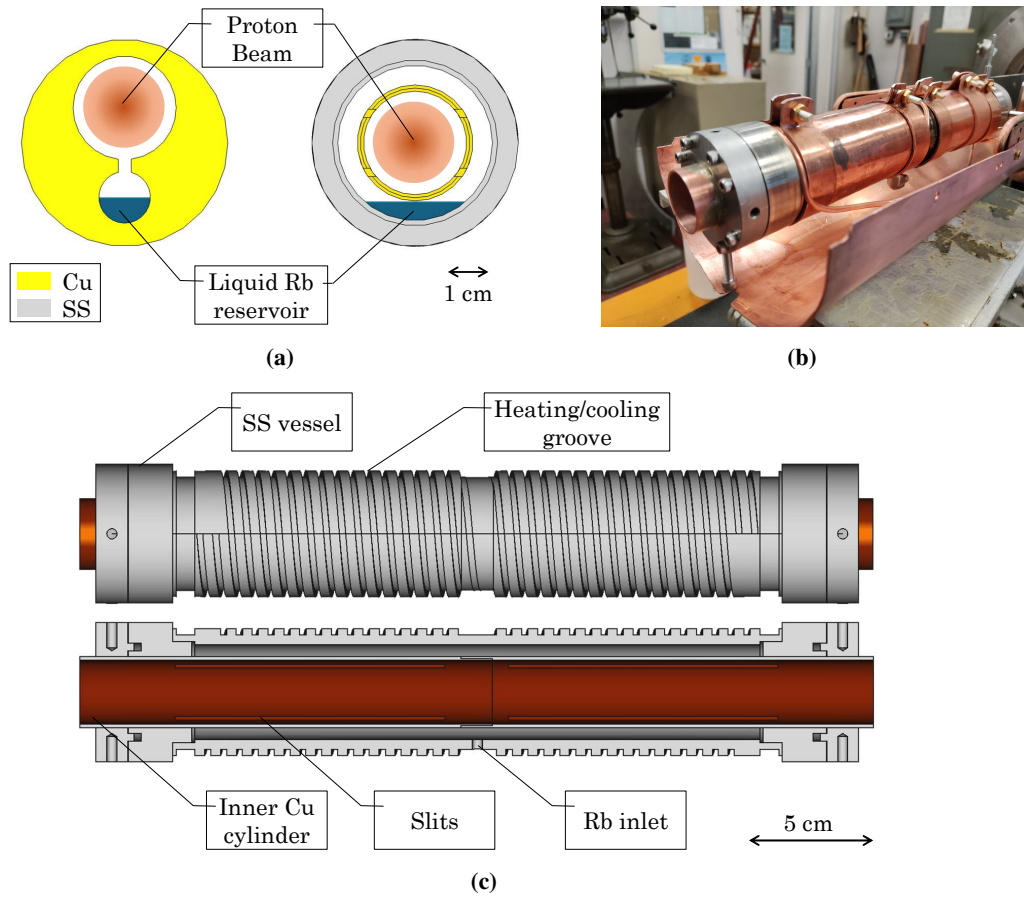 Proton
Beam
Liquid Rb
reservoir
Cu
SS
1 cm
(a)
(b)
SS vessel
Heating/cooling
groove
Inner Cu
cylinder
Slits
Rb inlet
5 cm
(c)